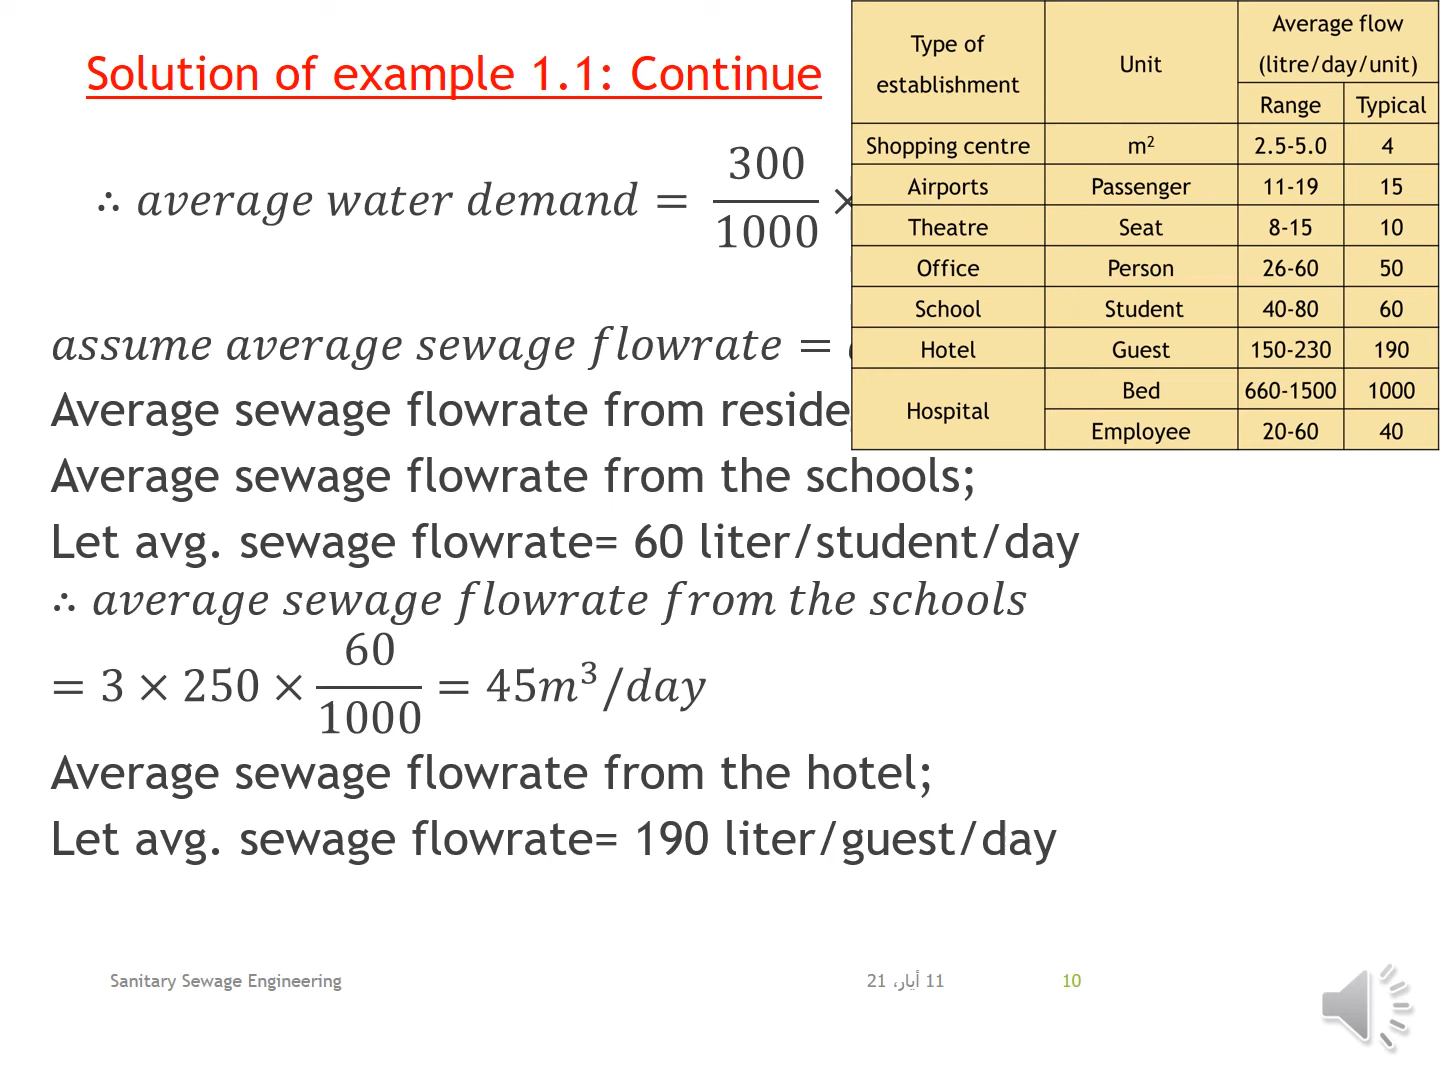 Solution of example 1.1: Continue
∴ average water demand = 300/1000 ×
assume average sewage flowrate =
Average sewage flowrate from reside
Average sewage flowrate from the schools;
Let avg. sewage flowrate= 60 liter/student/day
∴ average sewage flowrate from the schools
= 3 × 250 × 60/1000 = 45m³/day
Average sewage flowrate from the hotel;
Let avg. sewage flowrate= 190 liter/guest/day
Type of establishment Unit Average flow (litre/day/unit)
Range Typical
Shopping centre m² 2.5-5.0 4
Airports Passenger 11-19 15
Theatre Seat 8-15 10
Office Person 26-60 50
School Student 40-80 60
Hotel Guest 150-230 190
Hospital Bed 660-1500 1000
Employee 20-60 40
Sanitary Sewage Engineering
11 أيار، 21
10